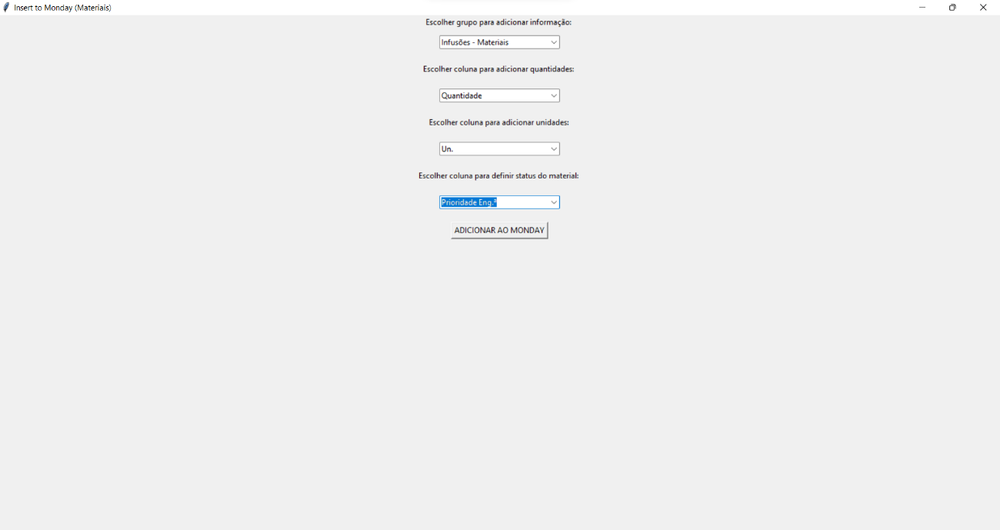 Insert to Monday (Materiais)
Escolher grupo para adicionar informação:
Infusões - Materiais
Escolher coluna para adicionar quantidades:
Quantidade
Escolher coluna para adicionar unidades:
Un.
Escolher coluna para definir status do material:
Prioridade Eng.ª
ADICIONAR AO MONDAY